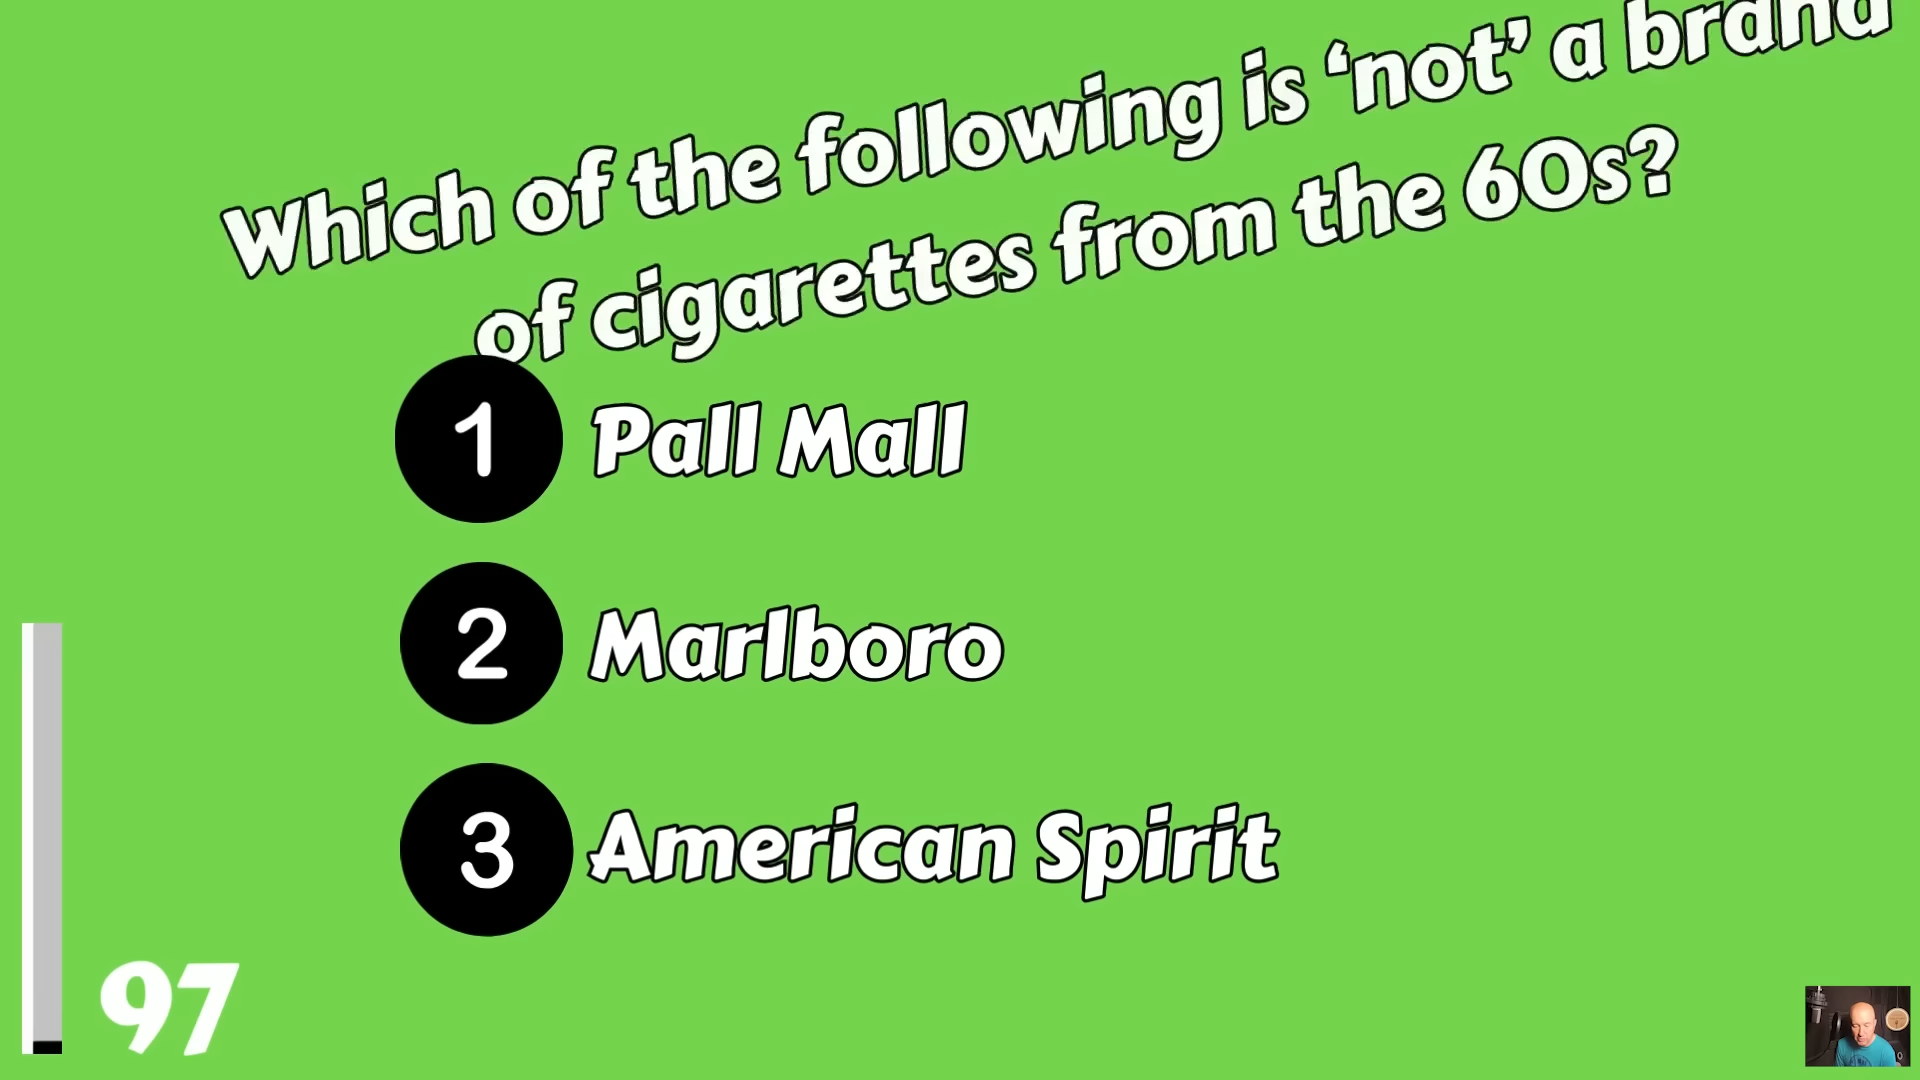 Which of the following is ‘not’ a brand
of cigarettes from the 60s?
1 Pall Mall
2 Marlboro
3 American Spirit
97